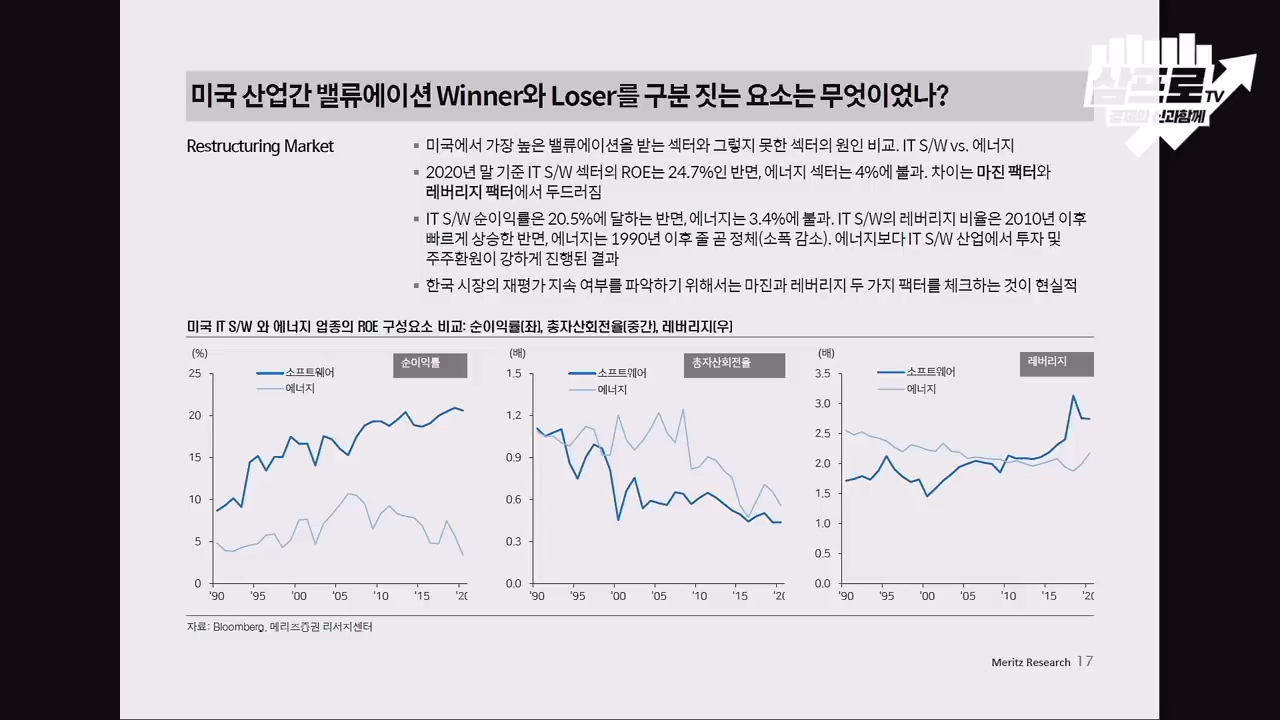 삼프로TV
경제의 신과함께
미국 산업간 밸류에이션 Winner와 Loser를 구분 짓는 요소는 무엇이었나?
Restructuring Market
▪ 미국에서 가장 높은 밸류에이션을 받는 섹터와 그렇지 못한 섹터의 원인 비교. IT S/W vs. 에너지
▪ 2020년 말 기준 IT S/W 섹터의 ROE는 24.7%인 반면, 에너지 섹터는 4%에 불과. 차이는 마진 팩터와
레버리지 팩터에서 두드러짐
▪ IT S/W 순이익률은 20.5%에 달하는 반면, 에너지는 3.4%에 불과. IT S/W의 레버리지 비율은 2010년 이후
빠르게 상승한 반면, 에너지는 1990년 이후 줄 곧 정체(소폭 감소). 에너지보다 IT S/W 산업에서 투자 및
주주환원이 강하게 진행된 결과
▪ 한국 시장의 재평가 지속 여부를 파악하기 위해서는 마진과 레버리지 두 가지 팩터를 체크하는 것이 현실적
미국 IT S/W 와 에너지 업종의 ROE 구성요소 비교: 순이익률(좌), 총자산회전율(중간), 레버리지(우)
(%)
순이익률
소프트웨어
에너지
25
20
15
10
5
0
'90 '95 '00 '05 '10 '15 '20
(배)
총자산회전율
소프트웨어
에너지
1.5
1.2
0.9
0.6
0.3
0.0
'90 '95 '00 '05 '10 '15 '20
(배)
레버리지
소프트웨어
에너지
3.5
3.0
2.5
2.0
1.5
1.0
0.5
0.0
'90 '95 '00 '05 '10 '15 '20
자료: Bloomberg, 메리츠증권 리서치센터
Meritz Research 17